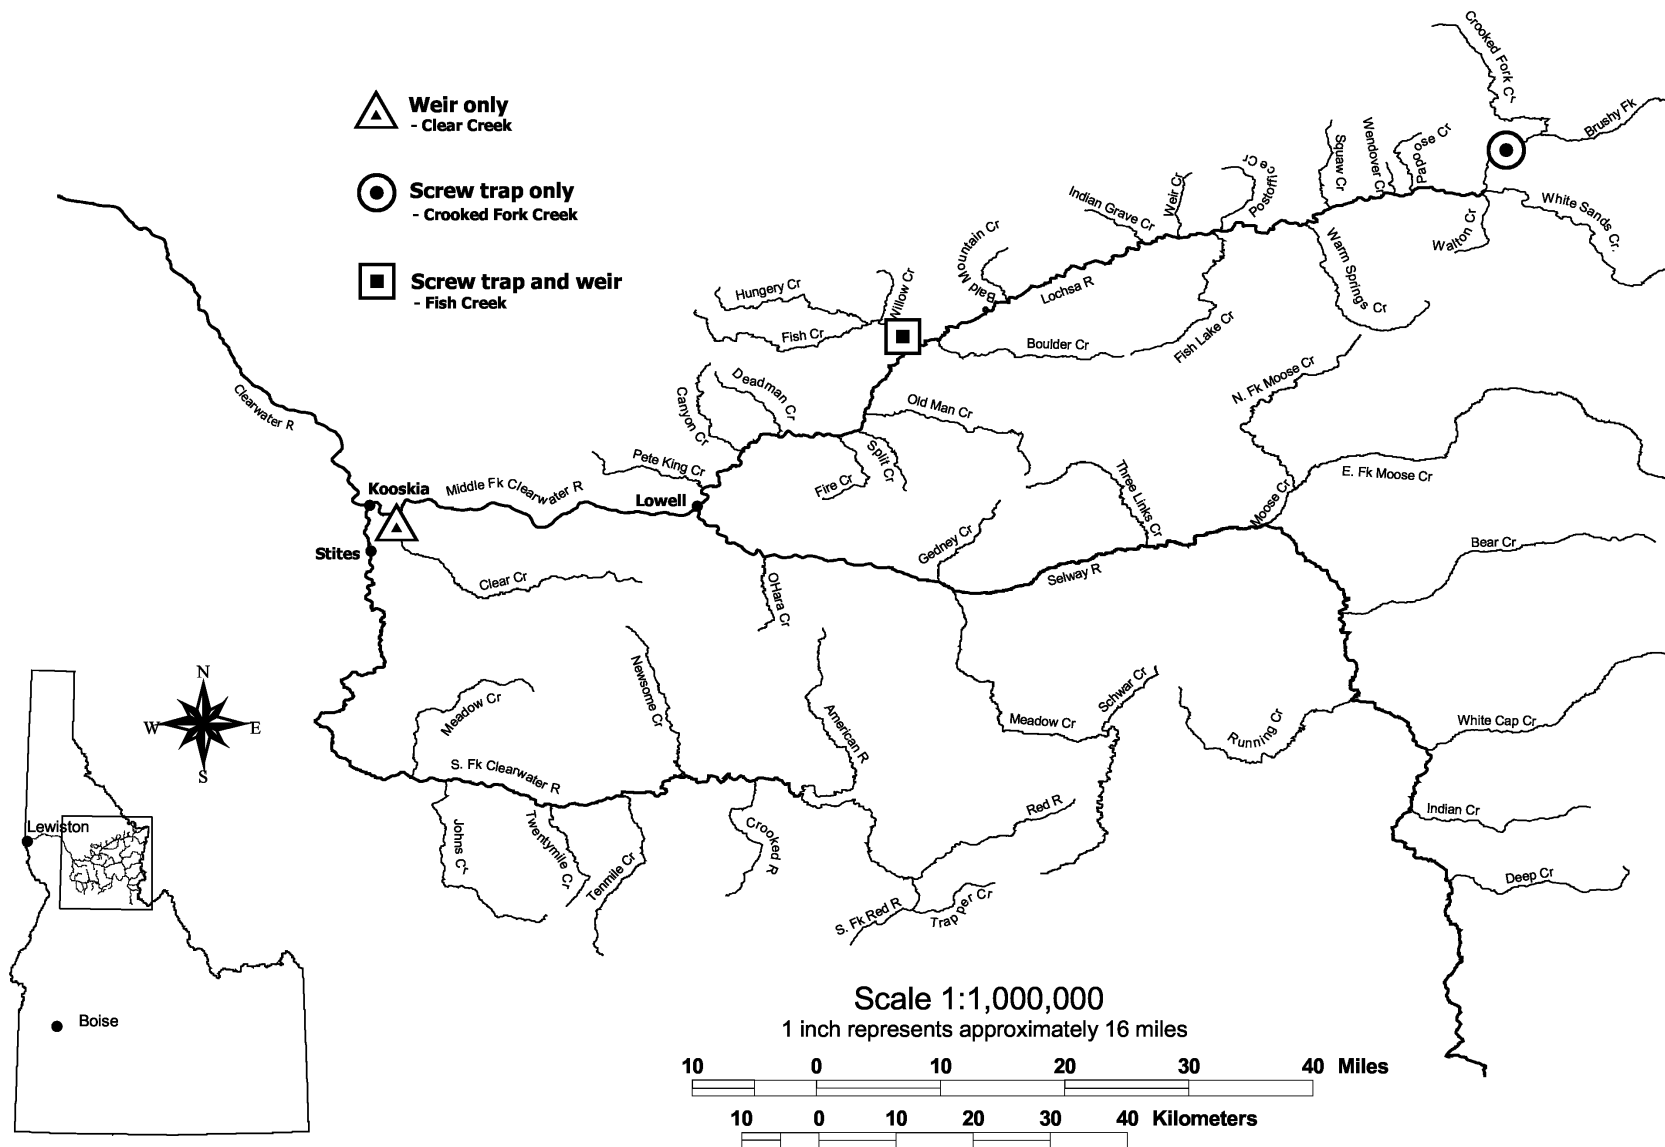 Crooked Fork Cr
Brushy Fk
Weir only
- Clear Creek
Screw trap only
- Crooked Fork Creek
Screw trap and weir
- Fish Creek
Squaw Cr
Wendover Cr
Papoose Cr
Postoffice Cr
Weir Cr
Indian Grave Cr
White Sands Cr.
Walton Cr
Warm Springs Cr
Bald Mountain Cr
Lochsa R
Hungery Cr
Willow Cr
Fish Cr
Boulder Cr
Fish Lake Cr
N. Fk Moose Cr
Deadman Cr
Canyon Cr
Old Man Cr
Clearwater R
Split Cr
Fire Cr
Pete King Cr
Three Links Cr
E. Fk Moose Cr
Moose Cr
Kooskia
Middle Fk Clearwater R
Lowell
Stites
Gedney Cr
Bear Cr
Selway R
Clear Cr
OHara Cr
Newsome Cr
Meadow Cr
American R
Schwar Cr
Meadow Cr
Running Cr
White Cap Cr
N
W
E
S
S. Fk Clearwater R
Red R
Indian Cr
Johns Cr
Twentymile Cr
Tenmile Cr
Crooked R
Lewiston
Deep Cr
S. Fk Red R
Trapper Cr
Boise
Scale 1:1,000,000
1 inch represents approximately 16 miles
10 0 10 20 30 40 Miles
10 0 10 20 30 40 Kilometers